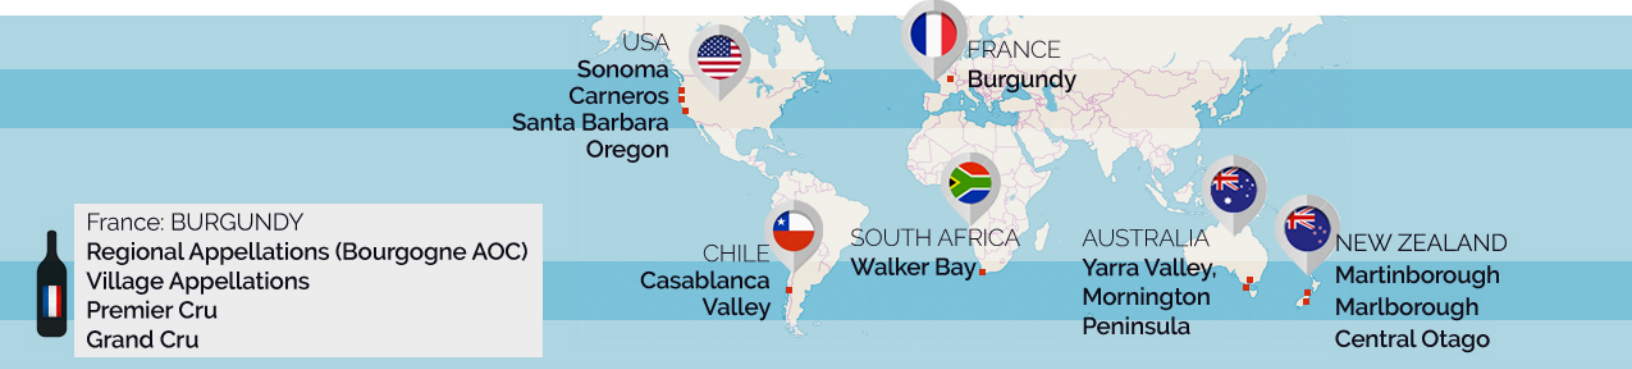 USA
Sonoma
Carneros
Santa Barbara
Oregon
FRANCE
Burgundy
France: BURGUNDY
Regional Appellations (Bourgogne AOC)
Village Appellations
Premier Cru
Grand Cru
CHILE
Casablanca
Valley
SOUTH AFRICA
Walker Bay
AUSTRALIA
Yarra Valley,
Mornington
Peninsula
NEW ZEALAND
Martinborough
Marlborough
Central Otago